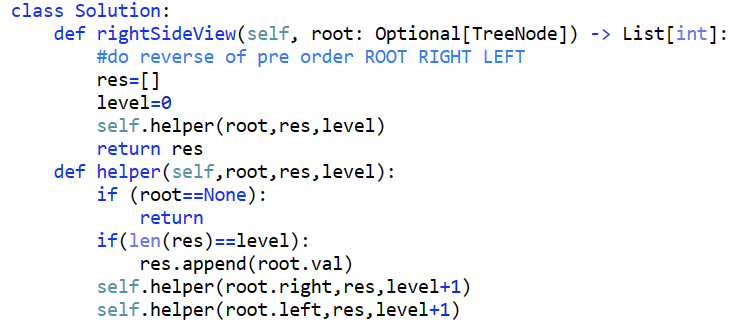 class Solution:
    def rightSideView(self, root: Optional[TreeNode]) -> List[int]:
        #do reverse of pre order ROOT RIGHT LEFT
        res=[]
        level=0
        self.helper(root,res,level)
        return res
    def helper(self,root,res,level):
        if (root==None):
            return
        if(len(res)==level):
            res.append(root.val)
        self.helper(root.right,res,level+1)
        self.helper(root.left,res,level+1)